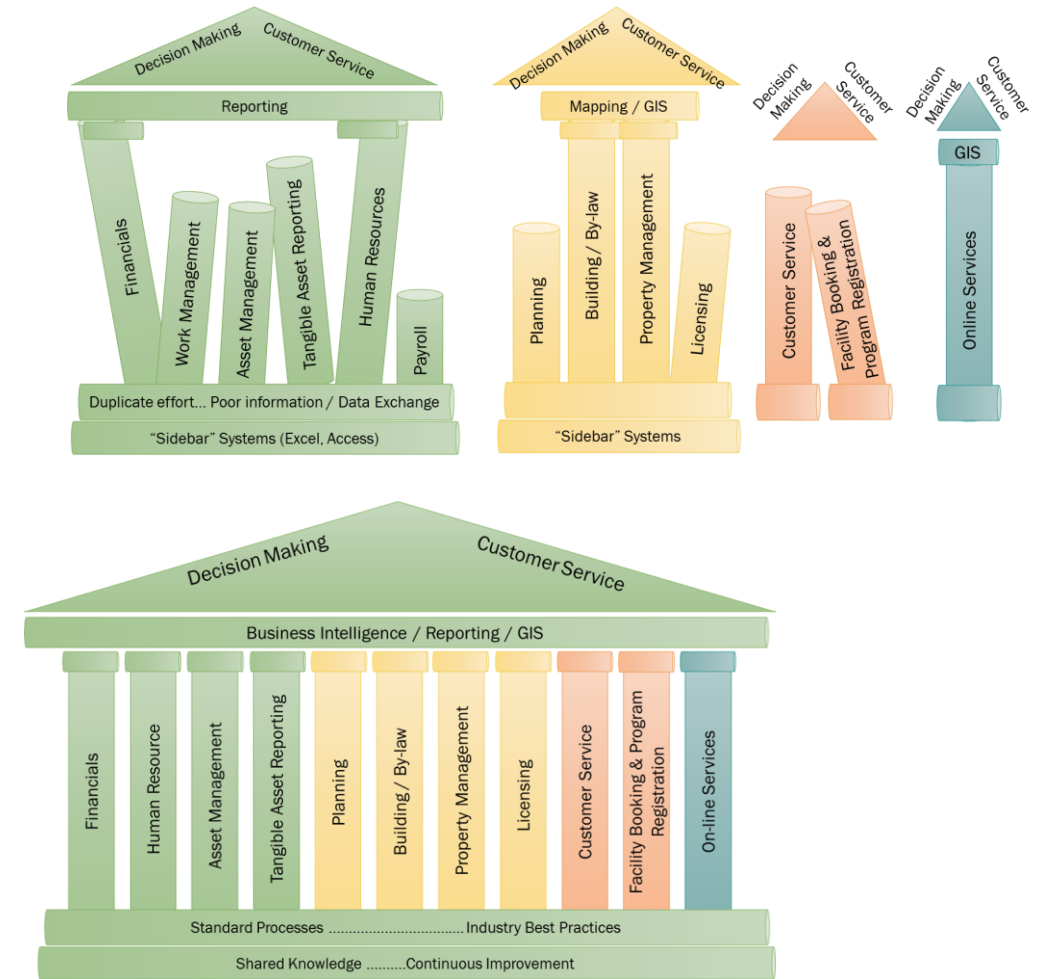 Decision Making
Customer Service
Reporting
Financials
Work Management
Asset Management
Tangible Asset Reporting
Human Resources
Payroll
Duplicate effort... Poor information / Data Exchange
“Sidebar” Systems (Excel, Access)
Decision Making
Customer Service
Mapping / GIS
Planning
Building / By-law
Property Management
Licensing
“Sidebar” Systems
Decision
Making
Customer
Service
Customer Service
Facility Booking &
Program Registration
Decision
Making
Customer
Service
GIS
Online Services
Decision Making
Customer Service
Business Intelligence / Reporting / GIS
Financials
Human Resource
Asset Management
Tangible Asset Reporting
Planning
Building / By-law
Property Management
Licensing
Customer Service
Facility Booking & Program
Registration
On-line Services
Standard Processes ................................. Industry Best Practices
Shared Knowledge ..........Continuous Improvement